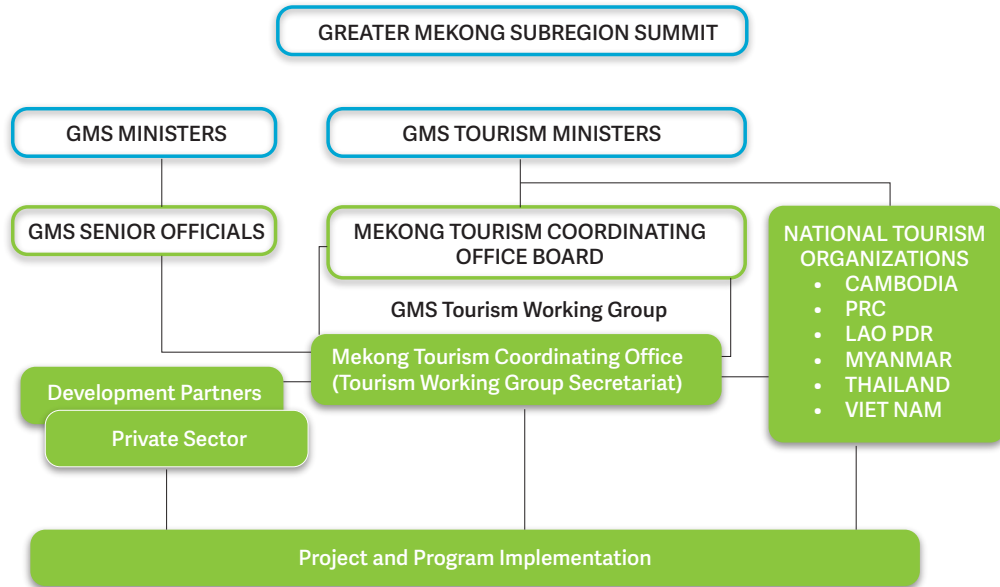 GREATER MEKONG SUBREGION SUMMIT
GMS MINISTERS
GMS TOURISM MINISTERS
GMS SENIOR OFFICIALS
MEKONG TOURISM COORDINATING
OFFICE BOARD
NATIONAL TOURISM
ORGANIZATIONS
• CAMBODIA
• PRC
• LAO PDR
• MYANMAR
• THAILAND
• VIET NAM
GMS Tourism Working Group
Mekong Tourism Coordinating Office
(Tourism Working Group Secretariat)
Development Partners
Private Sector
Project and Program Implementation